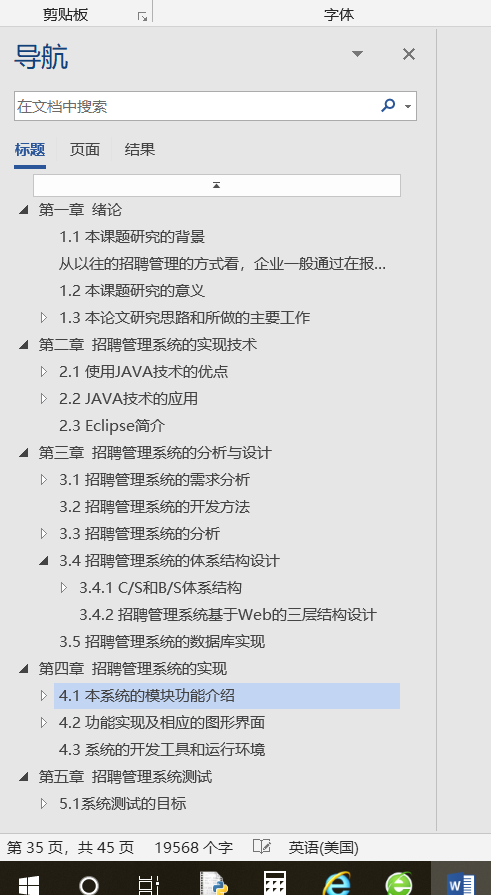 剪贴板 字体
导航
在文档中搜索
标题 页面 结果
第一章 绪论
1.1 本课题研究的背景
从以往的招聘管理的方式看，企业一般通过在报...
1.2 本课题研究的意义
1.3 本论文研究思路和所做的主要工作
第二章 招聘管理系统的实现技术
2.1 使用JAVA技术的优点
2.2 JAVA技术的应用
2.3 Eclipse简介
第三章 招聘管理系统的分析与设计
3.1 招聘管理系统的需求分析
3.2 招聘管理系统的开发方法
3.3 招聘管理系统的分析
3.4 招聘管理系统的体系结构设计
3.4.1 C/S和B/S体系结构
3.4.2 招聘管理系统基于Web的三层结构设计
3.5 招聘管理系统的数据库实现
第四章 招聘管理系统的实现
4.1 本系统的模块功能介绍
4.2 功能实现及相应的图形界面
4.3 系统的开发工具和运行环境
第五章 招聘管理系统测试
5.1系统测试的目标
第 35 页，共 45 页 19568 个字 英语(美国)